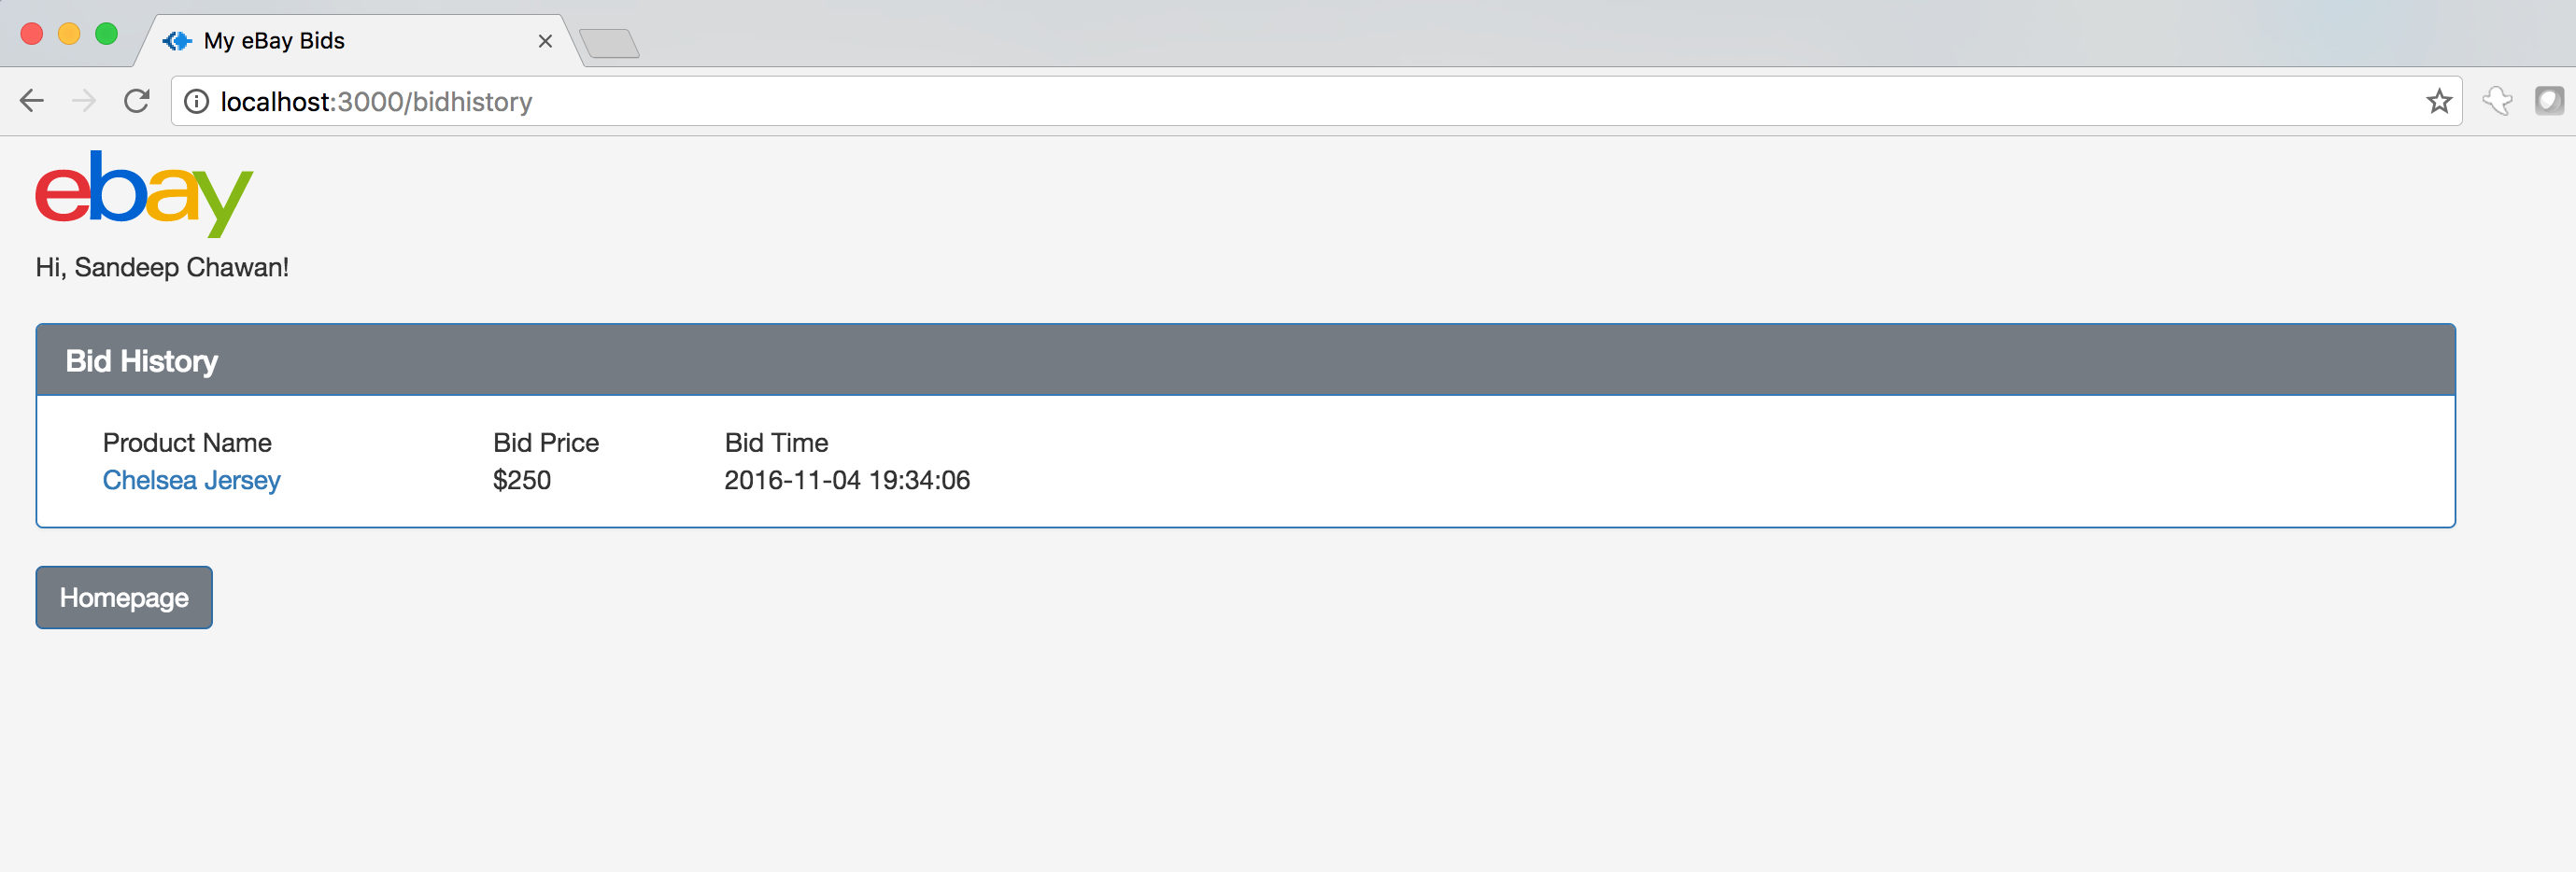 My eBay Bids
localhost:3000/bidhistory
ebay
Hi, Sandeep Chawan!
Bid History
Product Name Bid Price Bid Time
Chelsea Jersey $250 2016-11-04 19:34:06
Homepage